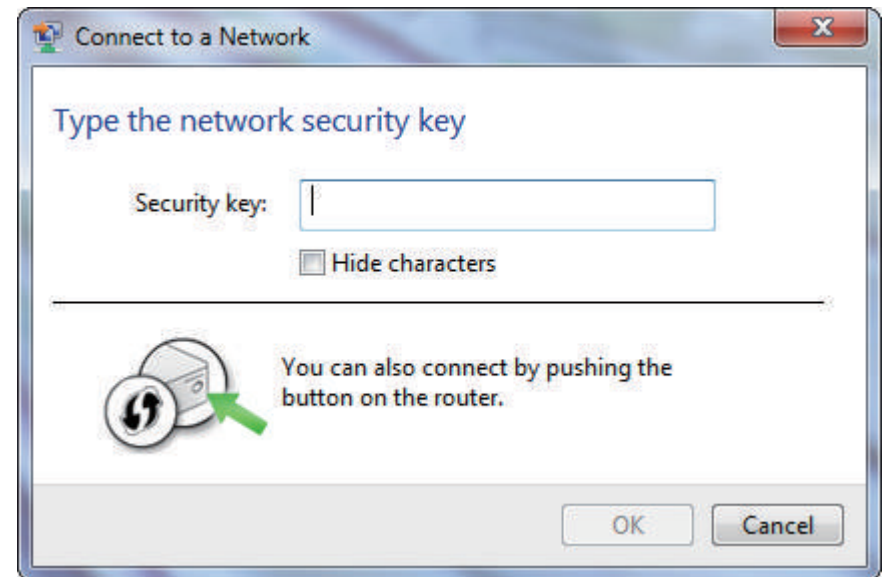 Connect to a Network
Type the network security key
Security key:
Hide characters
You can also connect by pushing the
button on the router.
OK
Cancel